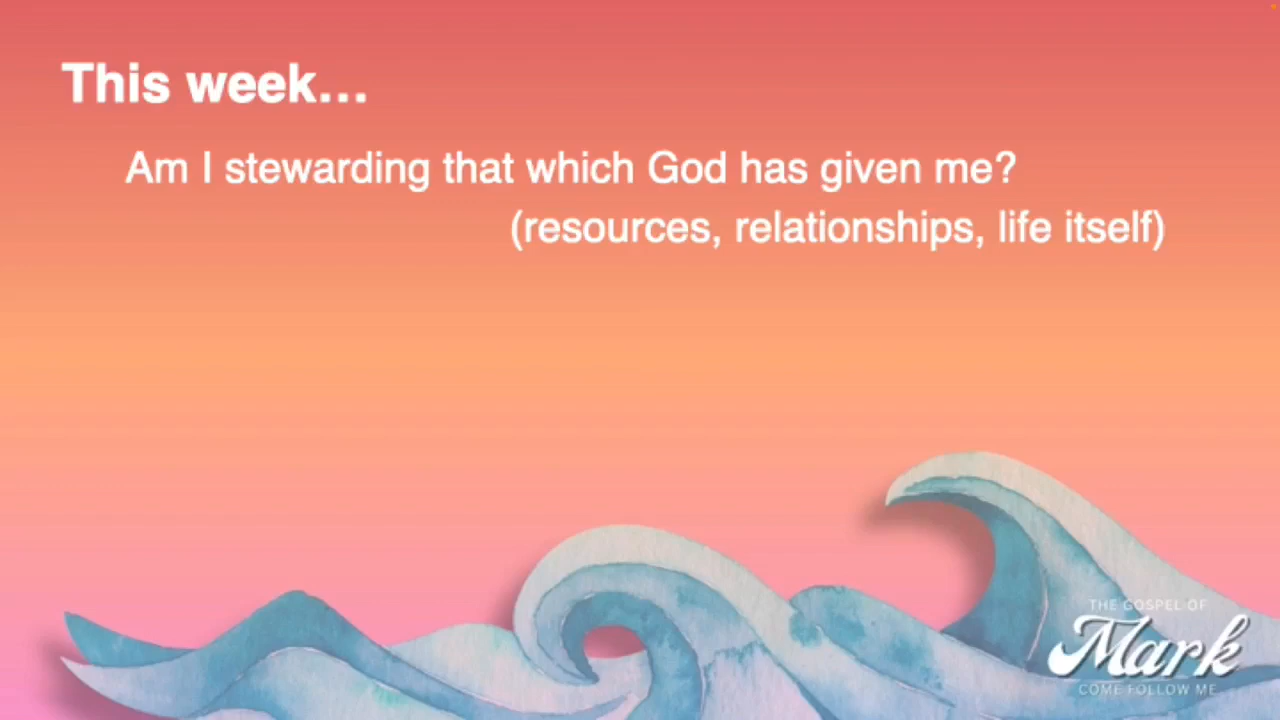 This week...
Am I stewarding that which God has given me?
(resources, relationships, life itself)
THE GOSPEL OF
Mark
COME FOLLOW ME